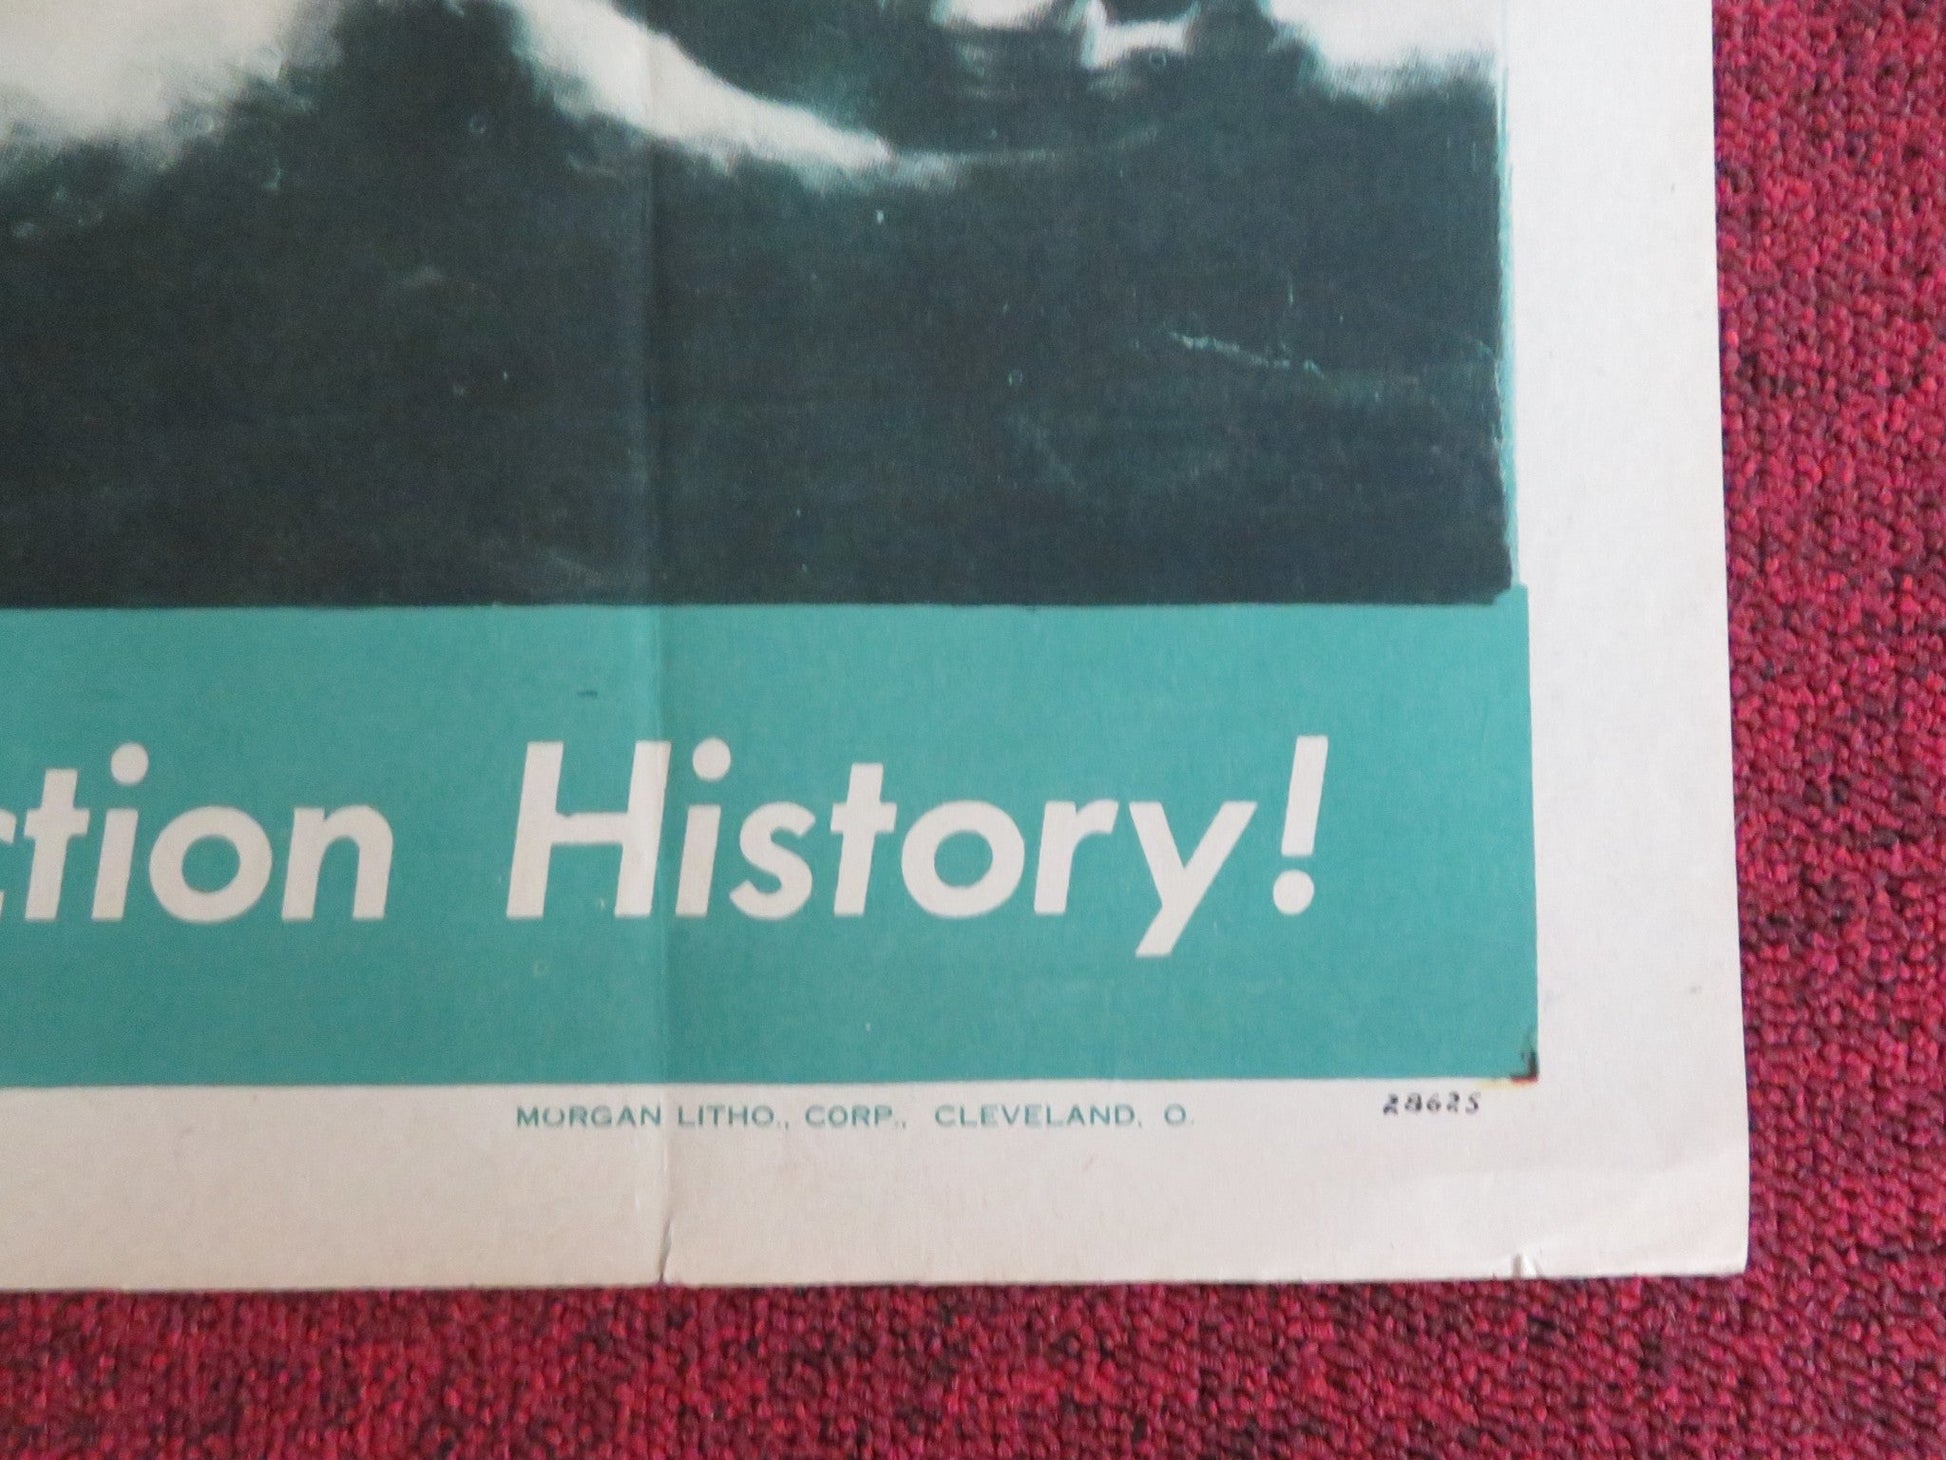 ction History!
MORGAN LITHO., CORP., CLEVELAND, O.
28625